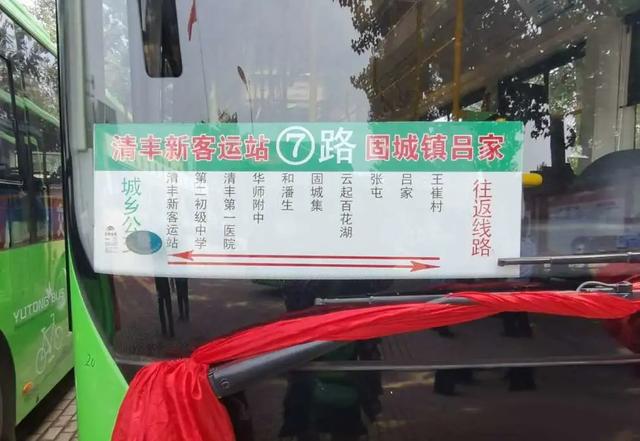 清丰新客运站 ⑦路 固城镇吕家
城乡公
清丰新客运站
第二初级中学
清丰第一医院
华师附中
和潘生
固城集
云起百花湖
张屯
吕家
王崔村
往返线路
YUTONG BUS
20